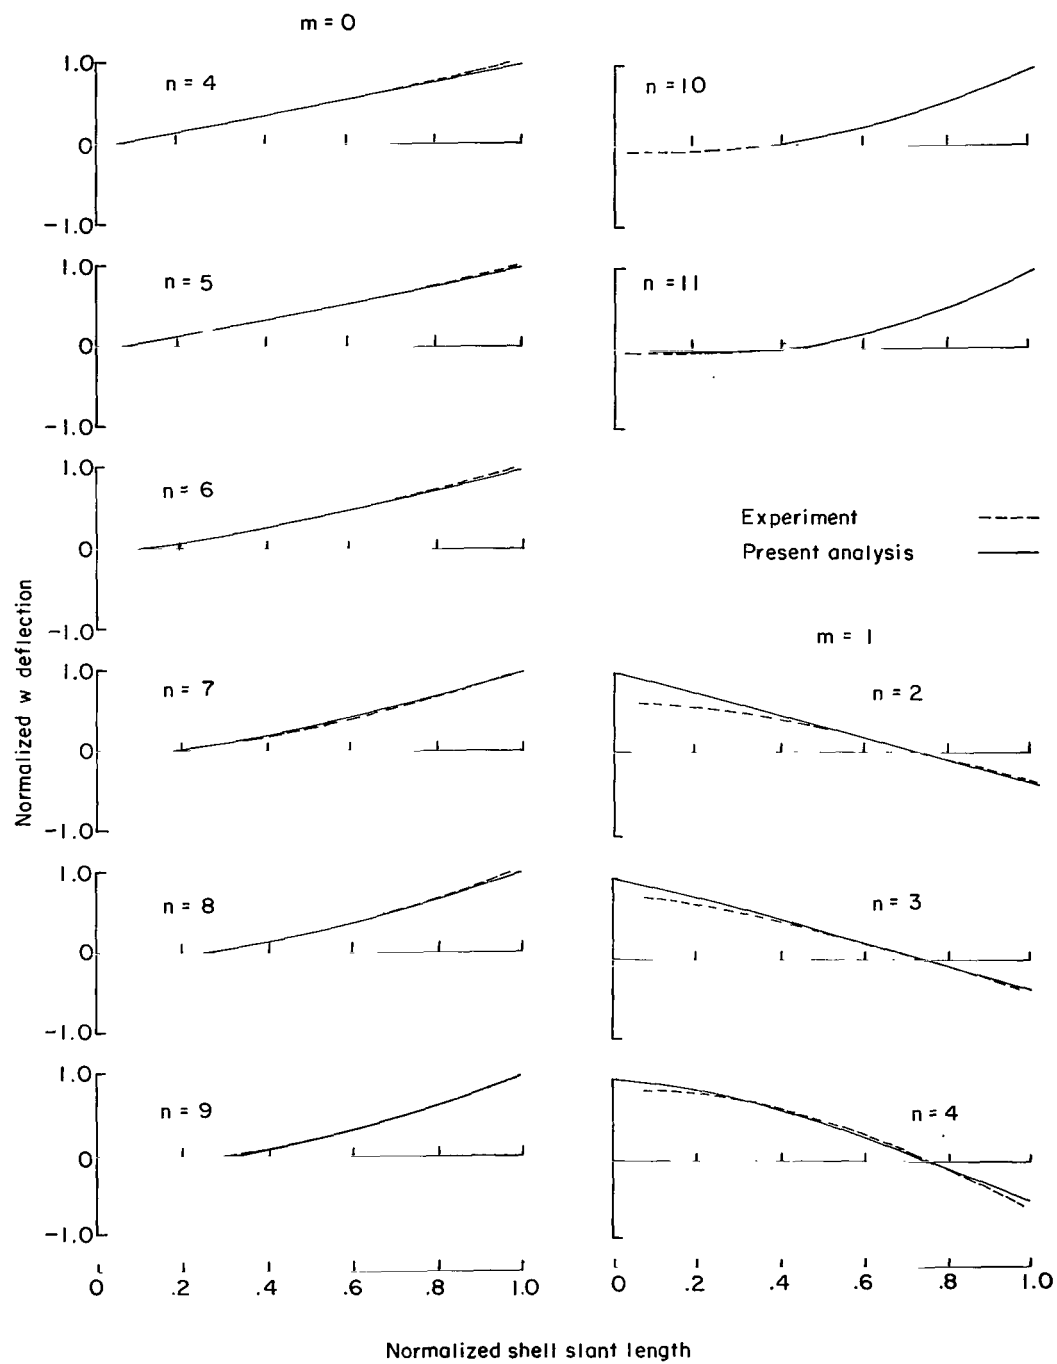 m = 0
1.0
n = 4
0
-1.0
1.0
n = 5
0
-1.0
1.0
n = 6
0
-1.0
1.0
n = 7
0
-1.0
1.0
n = 8
0
-1.0
1.0
n = 9
0
-1.0
0 .2 .4 .6 .8 1.0
n = 10
n = 11
Experiment
Present analysis
m = 1
n = 2
n = 3
n = 4
0 .2 .4 .6 .8 1.0
Normalized w deflection
Normalized shell slant length